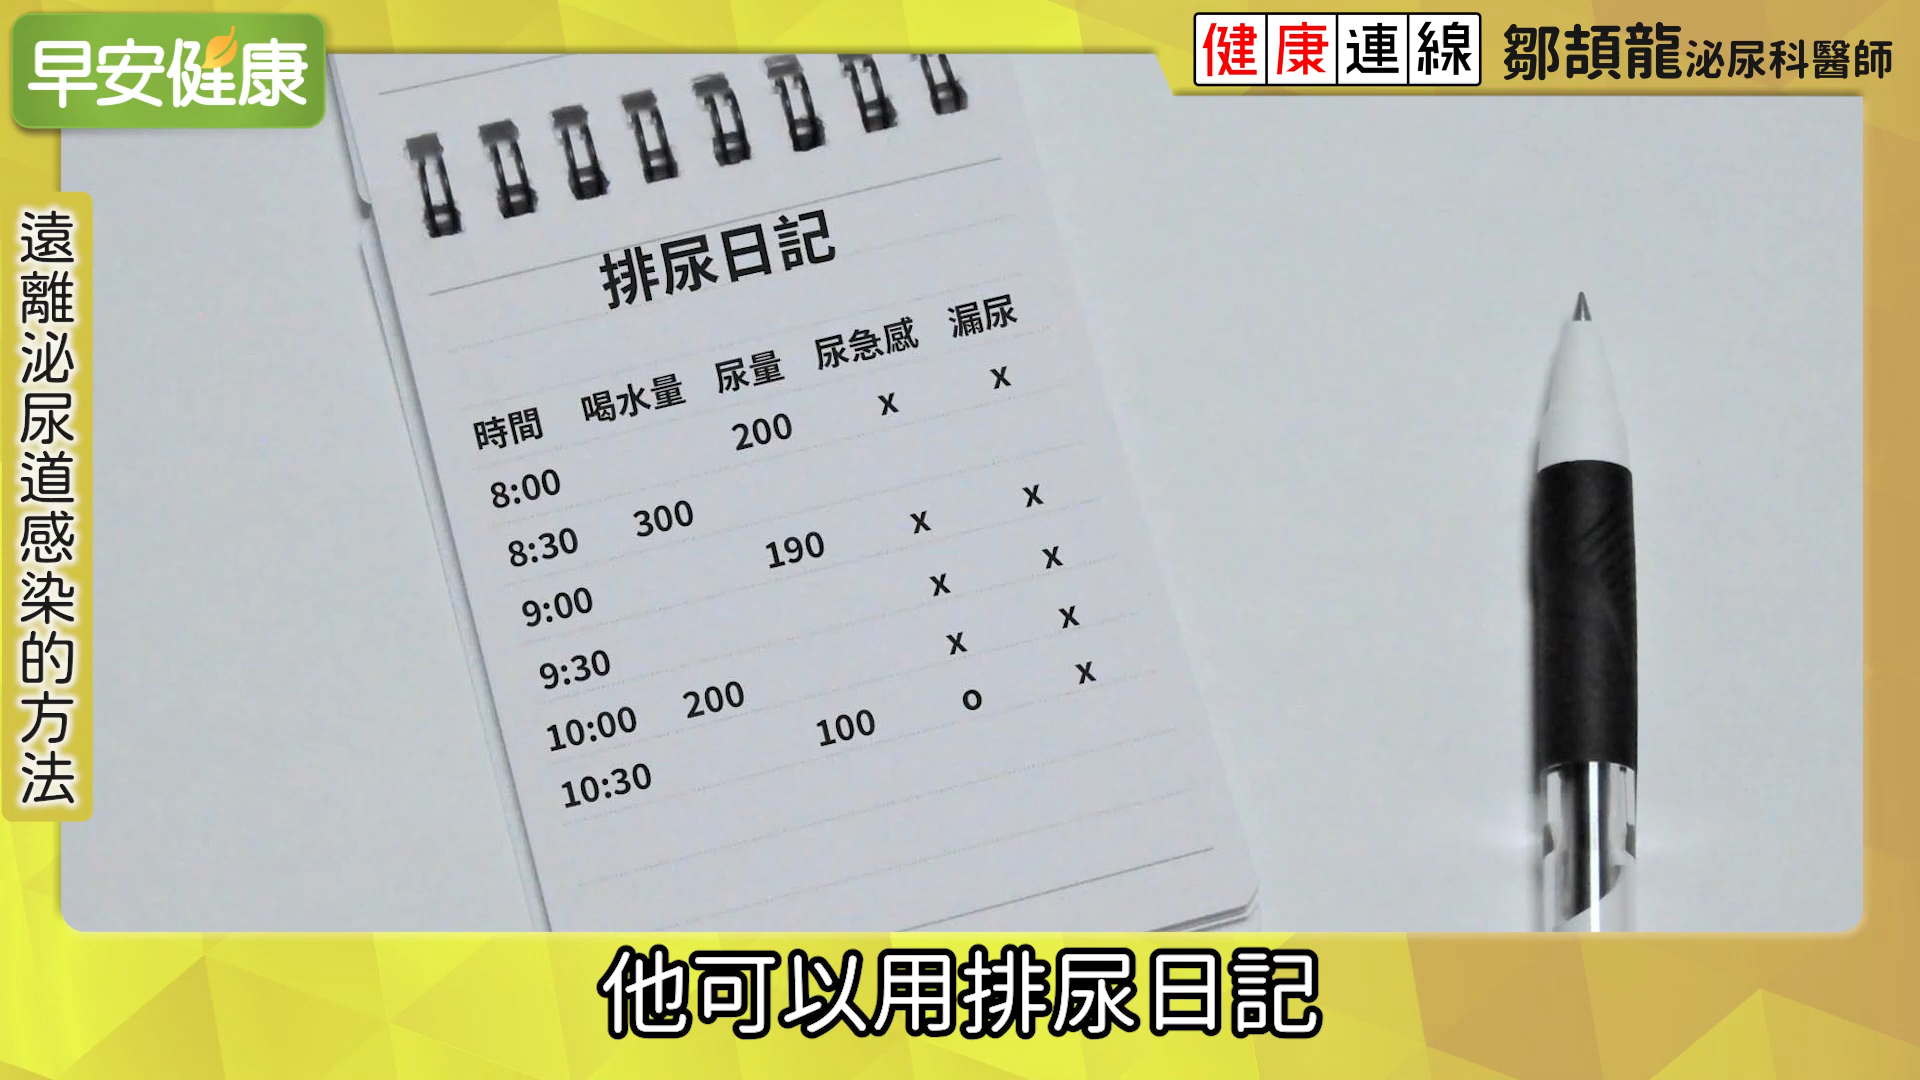 早安健康
健康連線 鄒頡龍泌尿科醫師
遠離泌尿道感染的方法
排尿日記
時間 喝水量 尿量 尿急感 漏尿
8:00 200 x x
8:30 300
9:00 190 x x
9:30 x x
10:00 200 x x
10:30 100 o x
他可以用排尿日記